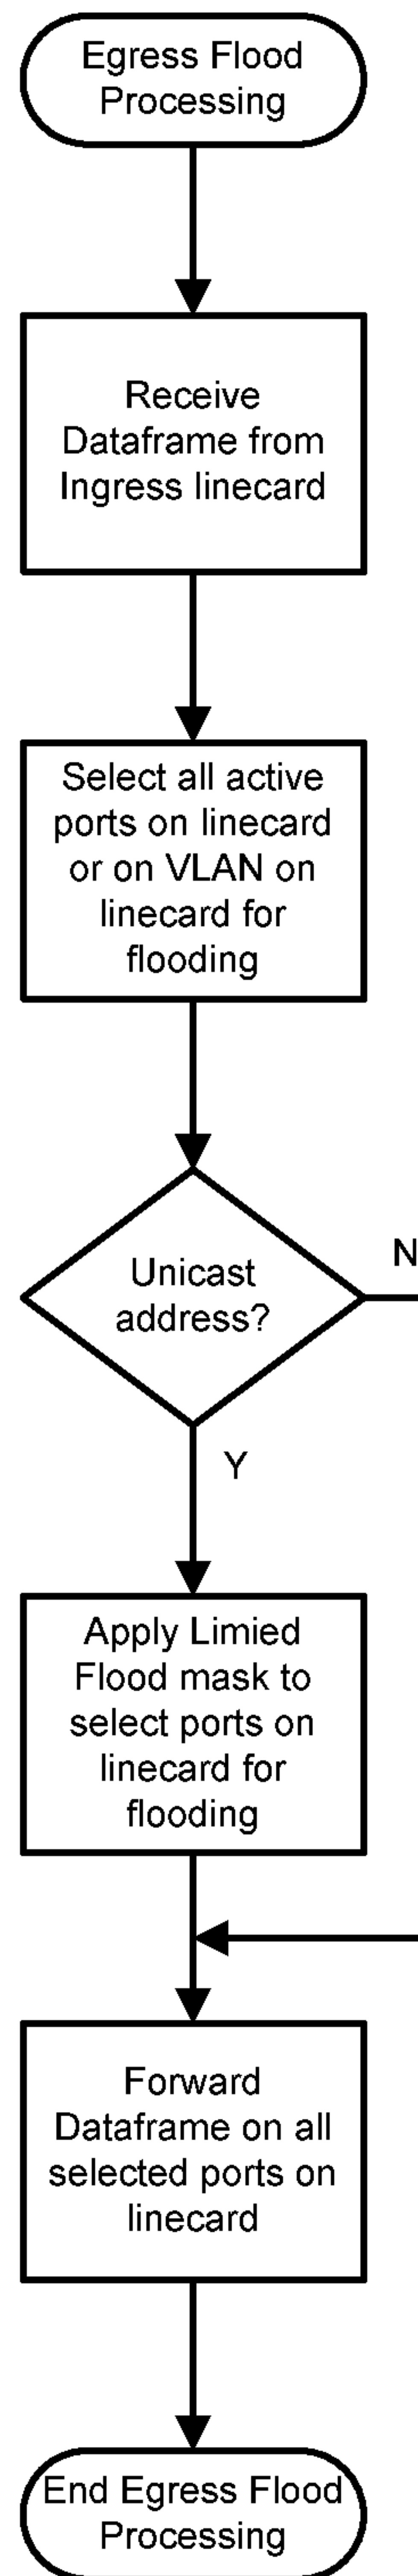 Egress Flood
Processing
Receive
Dataframe from
Ingress linecard
Select all active
ports on linecard
or on VLAN on
linecard for
flooding
Unicast
address?
N
Y
Apply Limied
Flood mask to
select ports on
linecard for
flooding
Forward
Dataframe on all
selected ports on
linecard
End Egress Flood
Processing